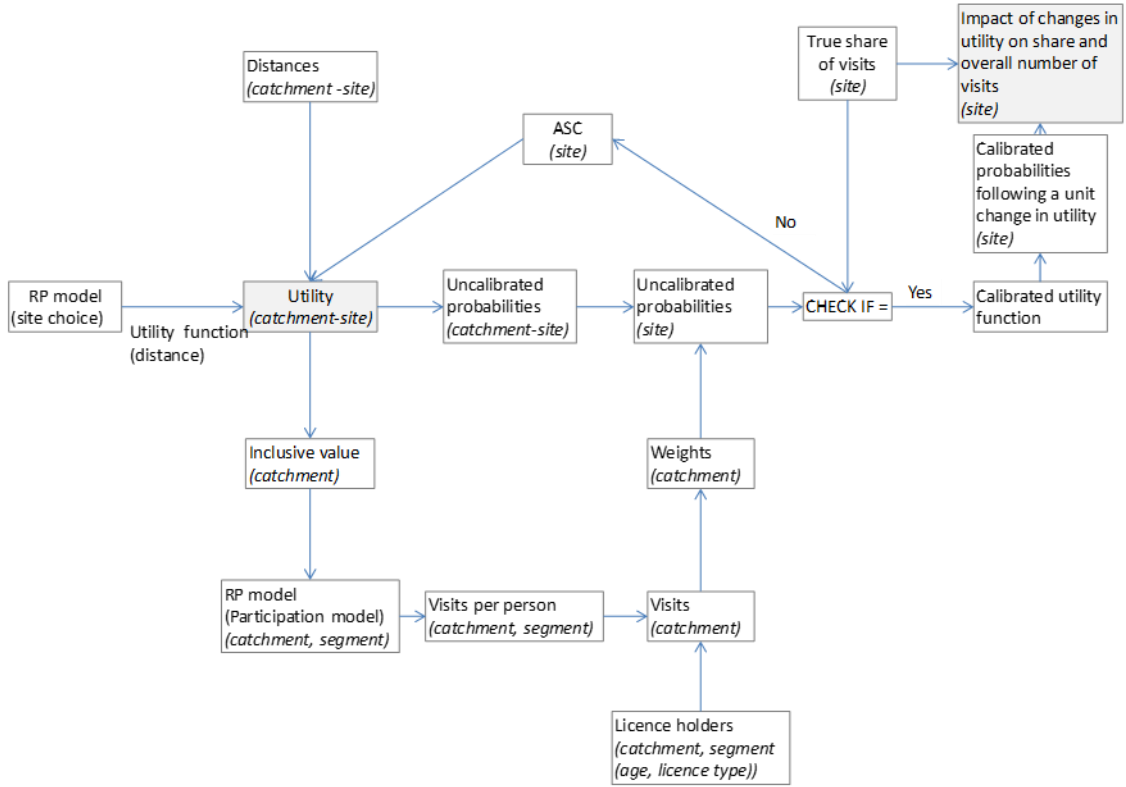 Impact of changes in
utility on share and
overall number of
visits
(site)
True share
of visits
(site)
Distances
(catchment -site)
ASC
(site)
Calibrated
probabilities
following a unit
change in utility
(site)
No
RP model
(site choice)
Utility function
(distance)
Utility
(catchment-site)
Uncalibrated
probabilities
(catchment-site)
Uncalibrated
probabilities
(site)
CHECK IF =
Yes
Calibrated utility
function
Inclusive value
(catchment)
Weights
(catchment)
RP model
(Participation model)
(catchment, segment)
Visits per person
(catchment, segment)
Visits
(catchment)
Licence holders
(catchment, segment
(age, licence type))